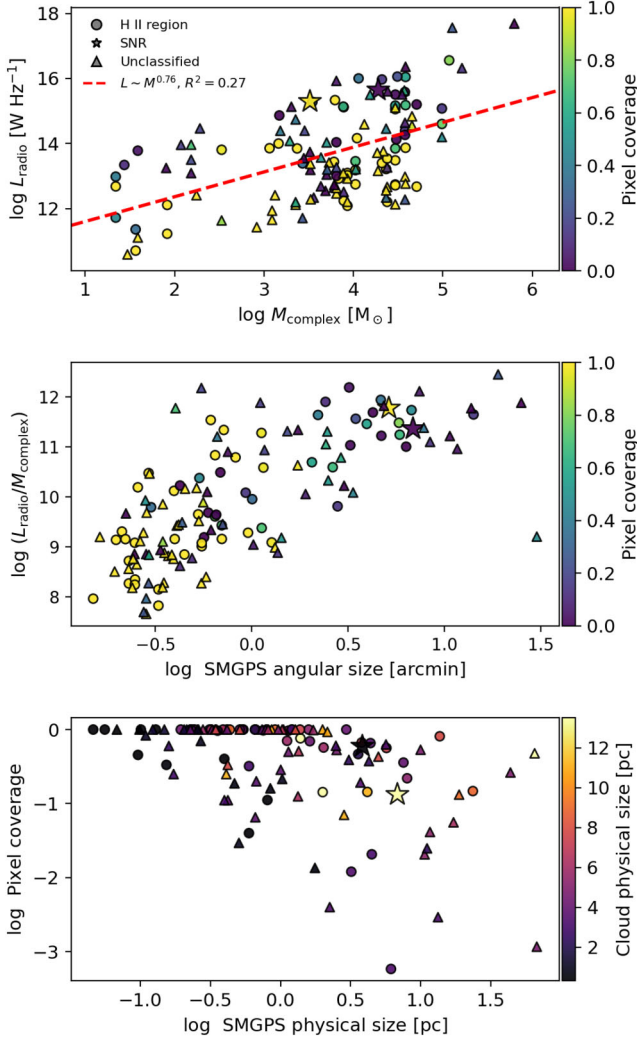 H II region
SNR
Unclassified
L ~ M^0.76, R² = 0.27
16
14
12
log L_radio [W Hz⁻¹]
1 2 3 4 5 6
log M_complex [M⊙]
1.0
0.8
0.6
0.4
0.2
0.0
Pixel coverage
12
11
10
9
8
log (L_radio/M_complex)
−0.5 0.0 0.5 1.0 1.5
log SMGPS angular size [arcmin]
1.0
0.8
0.6
0.4
0.2
0.0
Pixel coverage
0
−1
−2
−3
log Pixel coverage
−1.0 −0.5 0.0 0.5 1.0 1.5
log SMGPS physical size [pc]
12
10
8
6
4
2
Cloud physical size [pc]